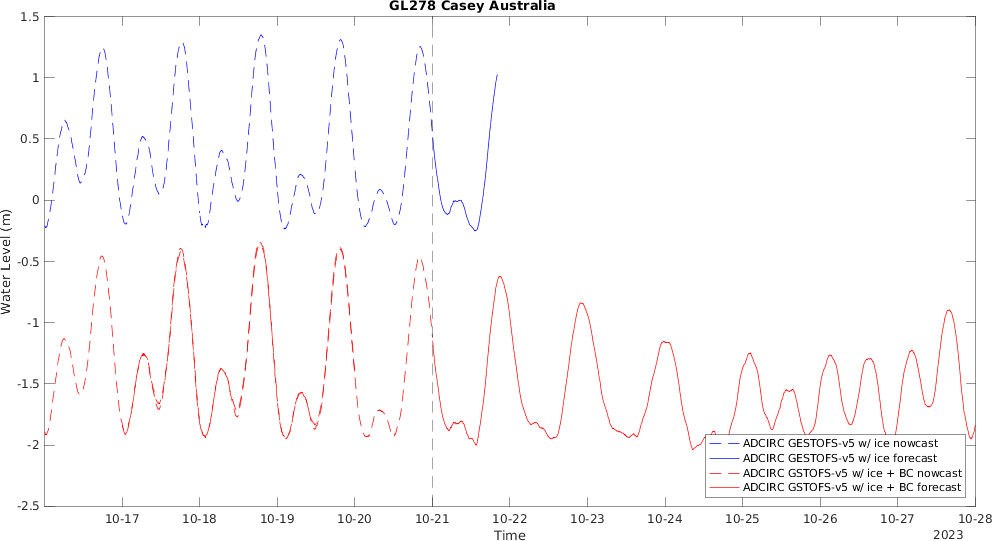 GL278 Casey Australia
Water Level (m)
1.5
1
0.5
0
-0.5
-1
-1.5
-2
-2.5
ADCIRC GESTOFS-v5 w/ ice nowcast
ADCIRC GESTOFS-v5 w/ ice forecast
ADCIRC GSTOFS-v5 w/ ice + BC nowcast
ADCIRC GSTOFS-v5 w/ ice + BC forecast
10-17 10-18 10-19 10-20 10-21 10-22 10-23 10-24 10-25 10-26 10-27 10-28
Time
2023